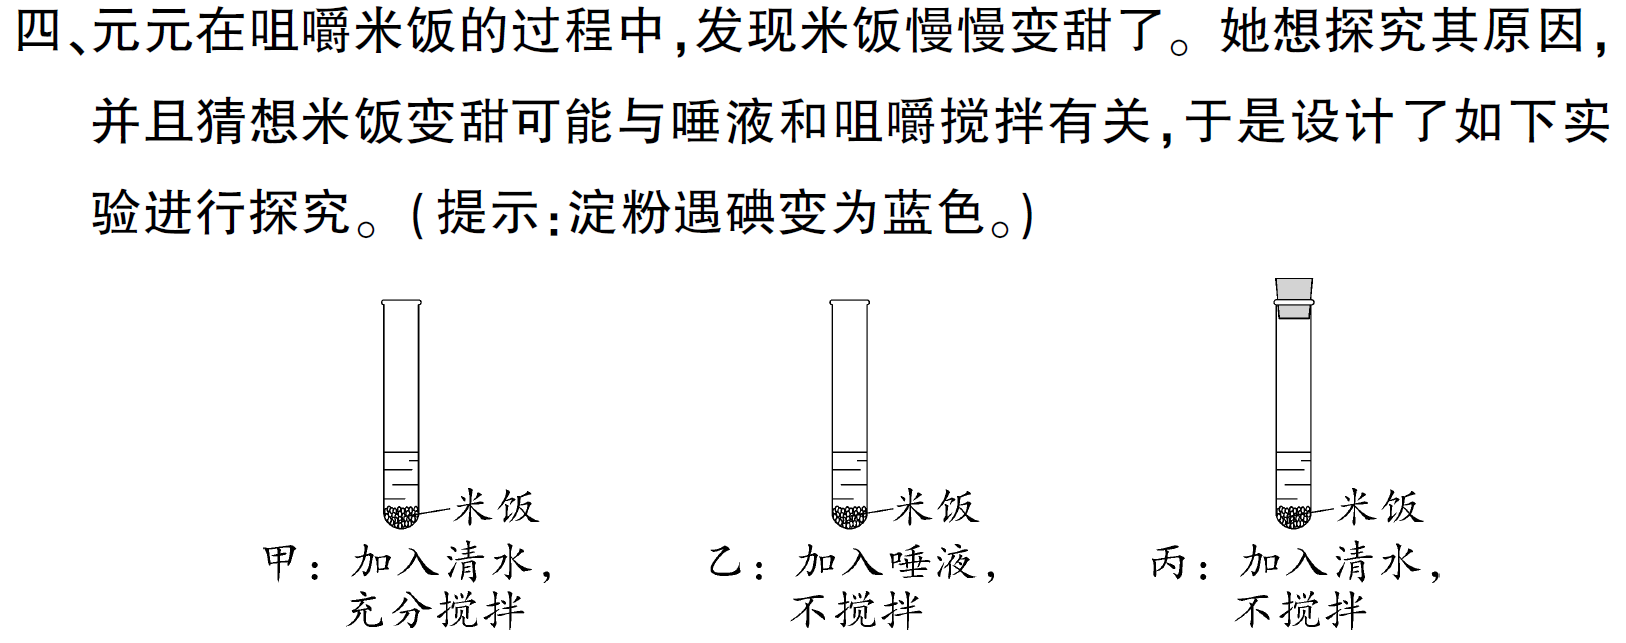 四、元元在咀嚼米饭的过程中,发现米饭慢慢变甜了。她想探究其原因,
并且猜想米饭变甜可能与唾液和咀嚼搅拌有关,于是设计了如下实
验进行探究。(提示:淀粉遇碘变为蓝色。)
米饭 米饭 米饭
甲:加入清水, 乙:加入唾液, 丙:加入清水,
充分搅拌 不搅拌 不搅拌